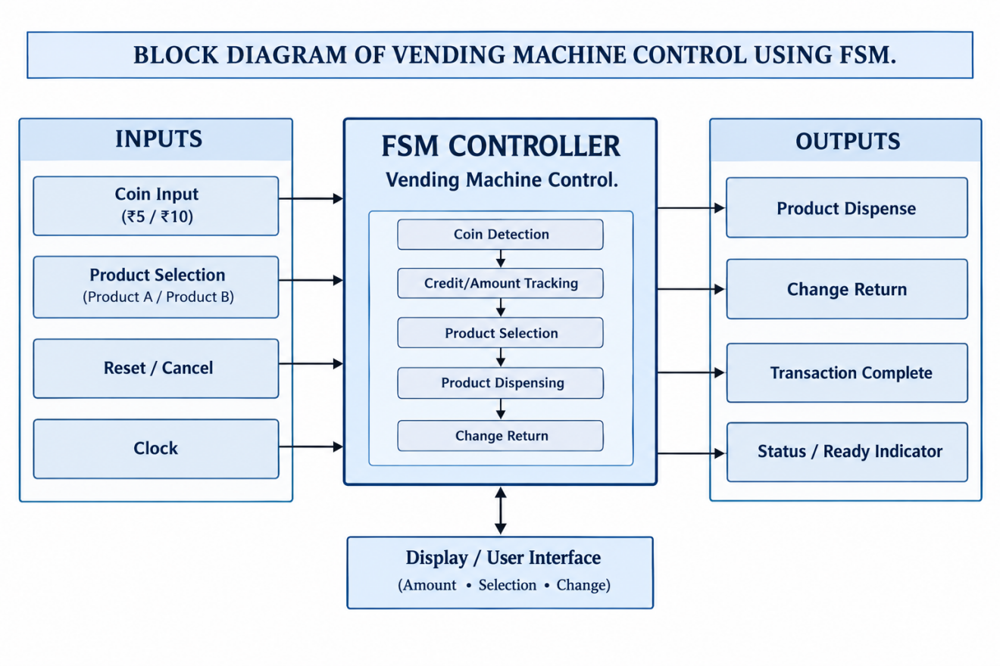 BLOCK DIAGRAM OF VENDING MACHINE CONTROL USING FSM.
INPUTS
Coin Input
(₹5 / ₹10)
Product Selection
(Product A / Product B)
Reset / Cancel
Clock
FSM CONTROLLER
Vending Machine Control.
Coin Detection
Credit/Amount Tracking
Product Selection
Product Dispensing
Change Return
OUTPUTS
Product Dispense
Change Return
Transaction Complete
Status / Ready Indicator
Display / User Interface
(Amount • Selection • Change)